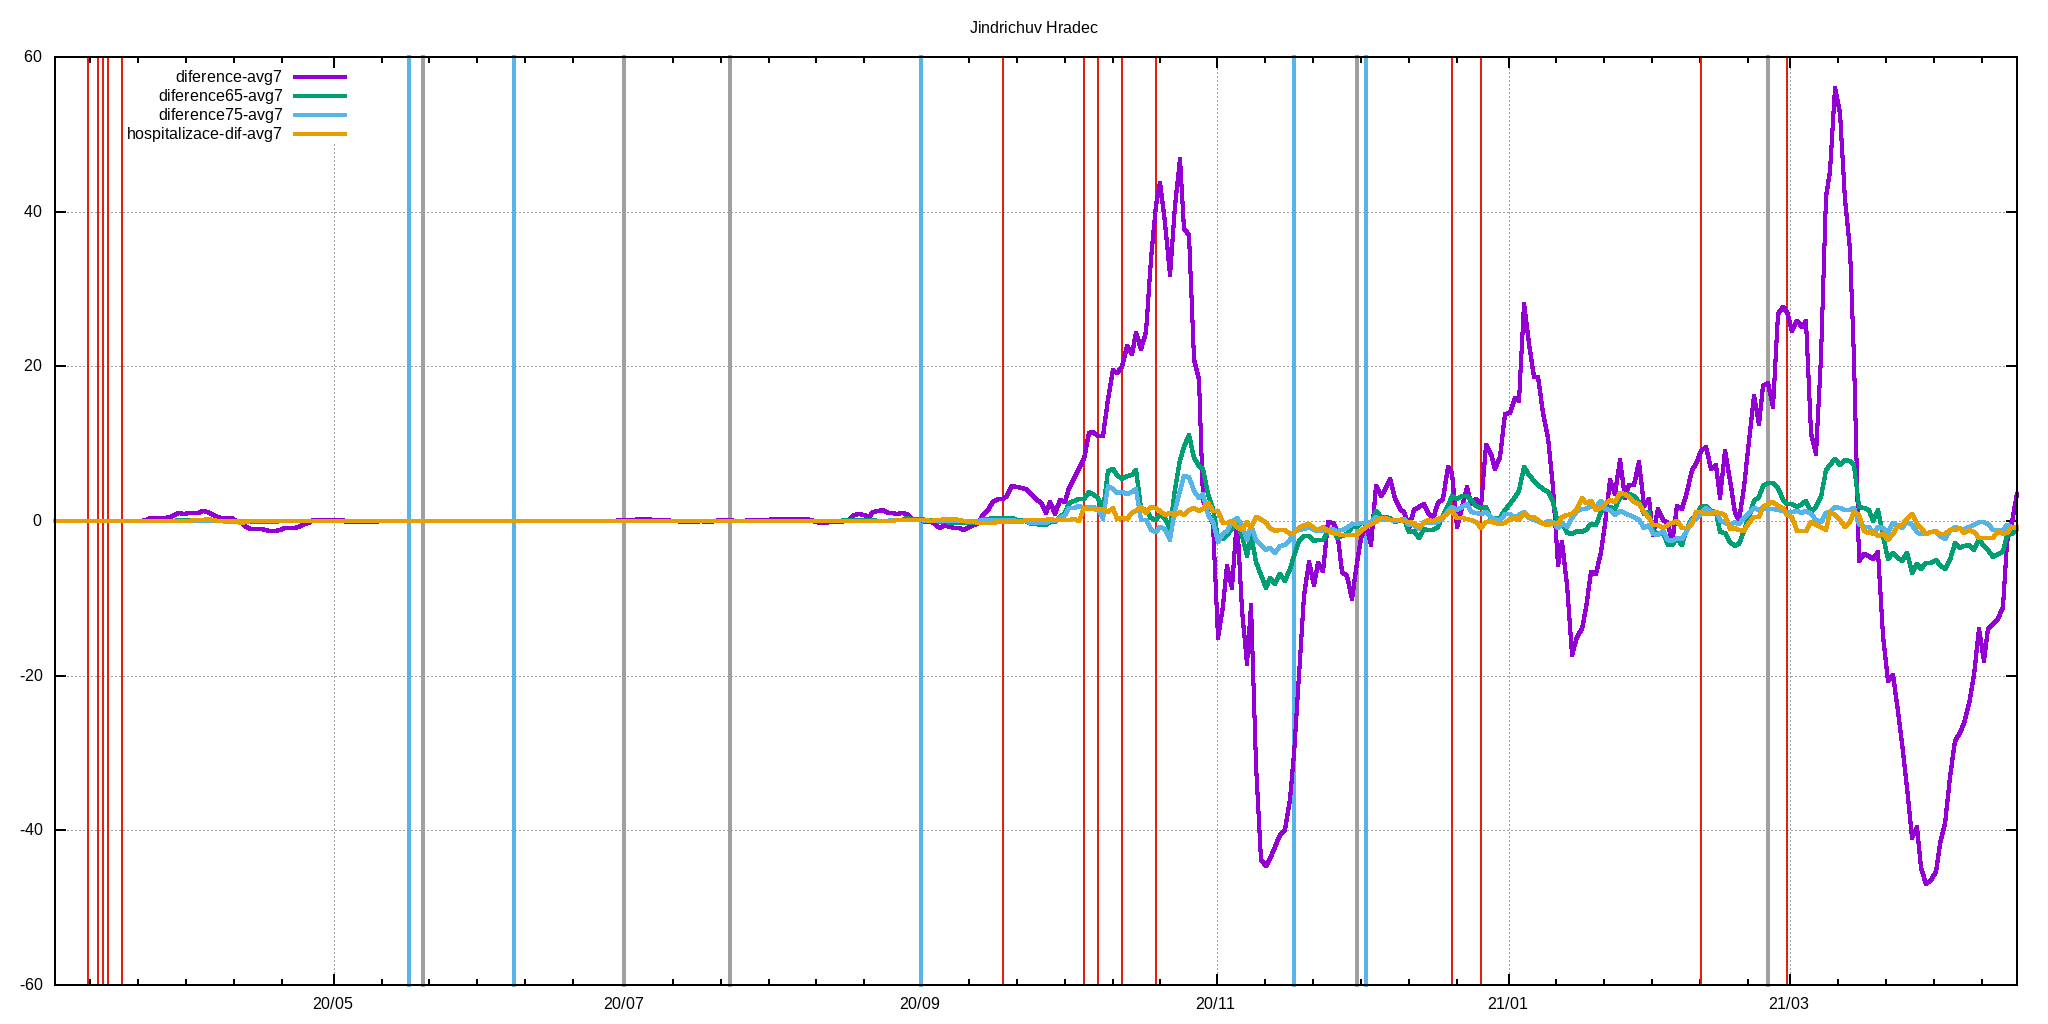 Jindrichuv Hradec
diference-avg7
diference65-avg7
diference75-avg7
hospitalizace-dif-avg7
60
40
20
0
-20
-40
-60
20/05 20/07 20/09 20/11 21/01 21/03